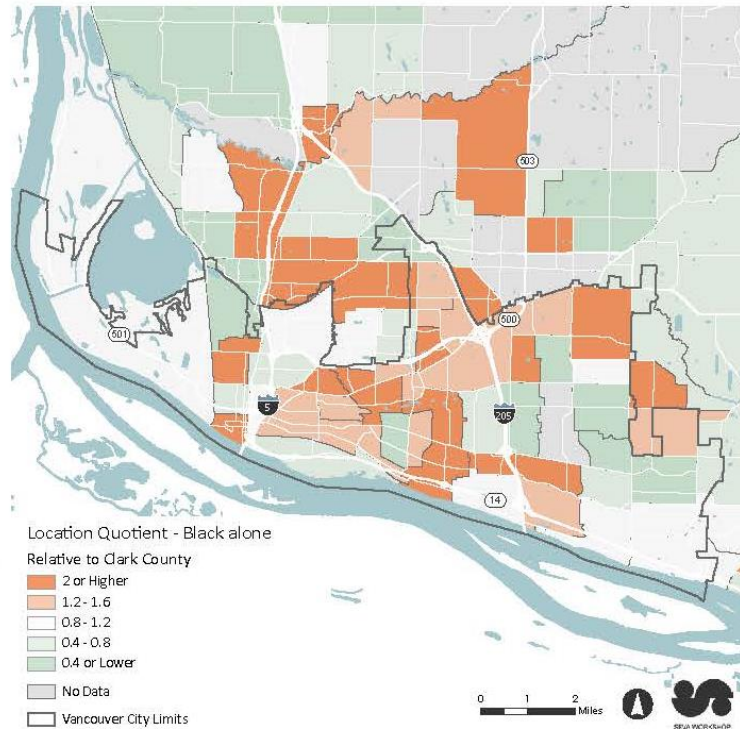 503
501
500
5
205
14
Location Quotient - Black alone
Relative to Clark County
2 or Higher
1.2 - 1.6
0.8 - 1.2
0.4 - 0.8
0.4 or Lower
No Data
Vancouver City Limits
0 1 2
Miles
SEVA WORKSHOP